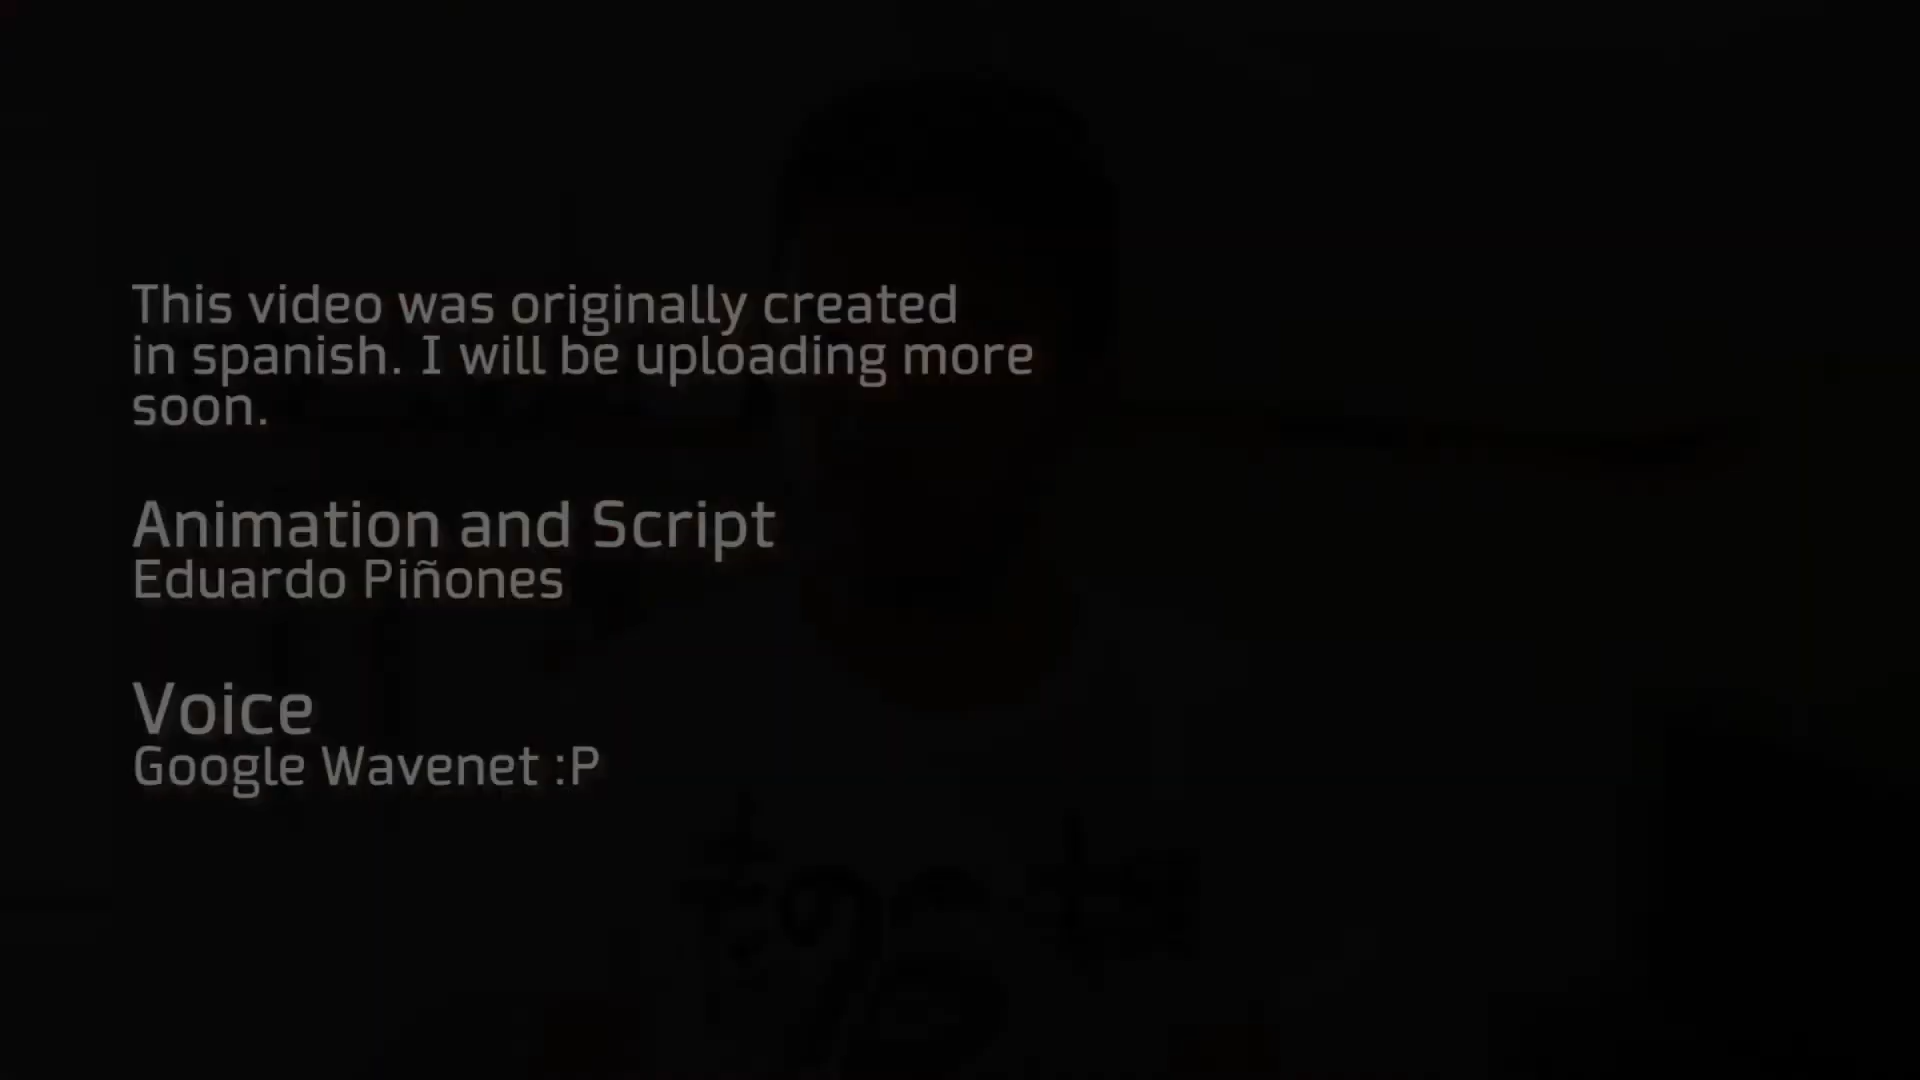 This video was originally created
in spanish. I will be uploading more
soon.
Animation and Script
Eduardo Piñones
Voice
Google Wavenet :P